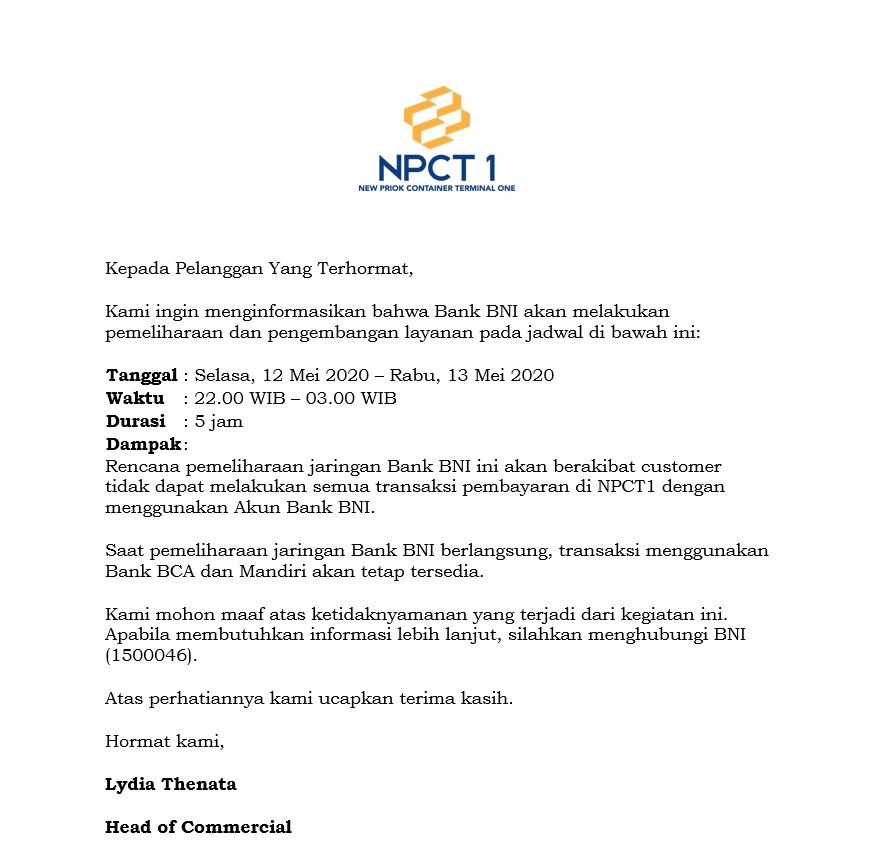 NPCT 1
NEW PRIOK CONTAINER TERMINAL ONE
Kepada Pelanggan Yang Terhormat,
Kami ingin menginformasikan bahwa Bank BNI akan melakukan
pemeliharaan dan pengembangan layanan pada jadwal di bawah ini:
Tanggal : Selasa, 12 Mei 2020 – Rabu, 13 Mei 2020
Waktu : 22.00 WIB – 03.00 WIB
Durasi : 5 jam
Dampak :
Rencana pemeliharaan jaringan Bank BNI ini akan berakibat customer
tidak dapat melakukan semua transaksi pembayaran di NPCT1 dengan
menggunakan Akun Bank BNI.
Saat pemeliharaan jaringan Bank BNI berlangsung, transaksi menggunakan
Bank BCA dan Mandiri akan tetap tersedia.
Kami mohon maaf atas ketidaknyamanan yang terjadi dari kegiatan ini.
Apabila membutuhkan informasi lebih lanjut, silahkan menghubungi BNI
(1500046).
Atas perhatiannya kami ucapkan terima kasih.
Hormat kami,
Lydia Thenata
Head of Commercial